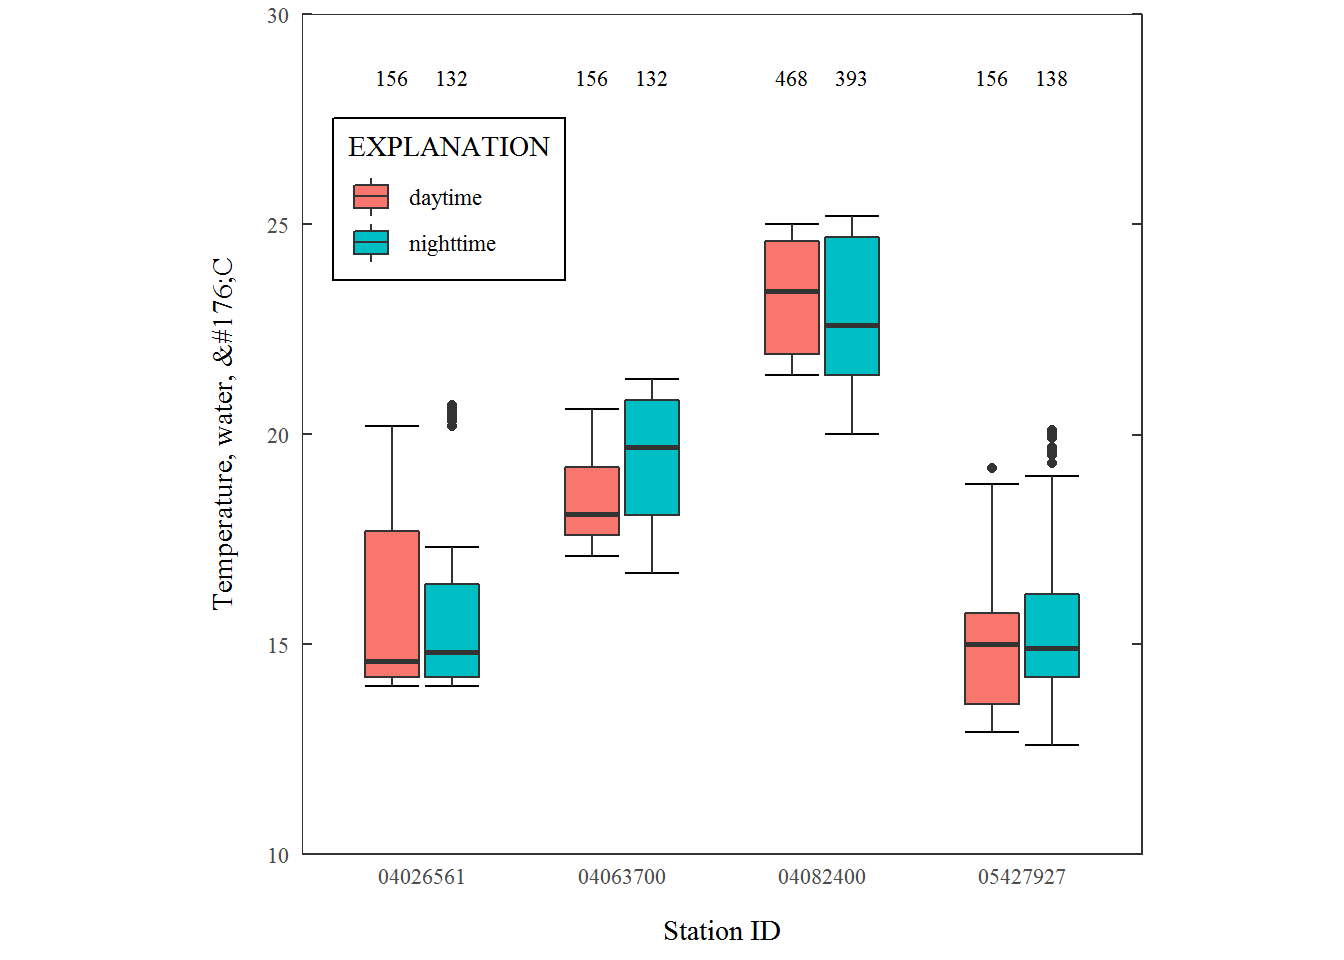 30
156 132 156 132 468 393 156 138
EXPLANATION
daytime
nighttime
25
20
15
10
Temperature, water, &#176;C
04026561 04063700 04082400 05427927
Station ID